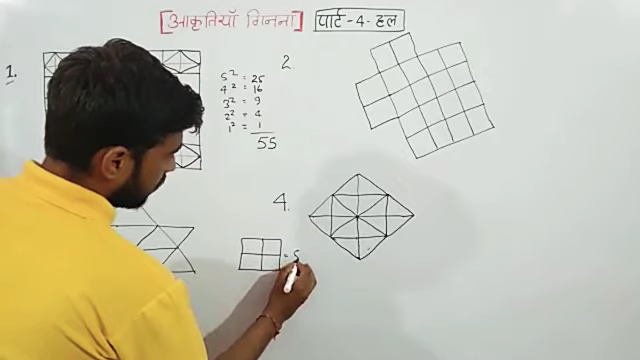 [आकृतियाँ गिनना] पार्ट-4-हल
1.
5² = 25
4² = 16
3² = 9
2² = 4
1² = 1
55
2
4.
= 5